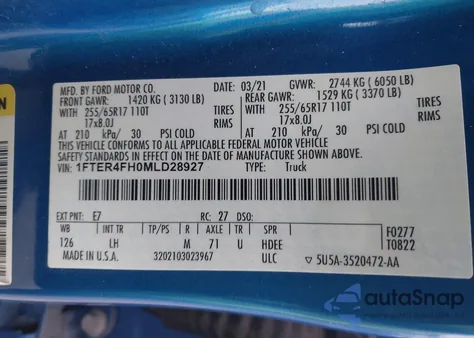 MFD. BY FORD MOTOR CO. 03/21 GVWR: 2744 KG ( 6050 LB)
FRONT GAWR: 1420 KG ( 3130 LB) REAR GAWR: 1529 KG ( 3370 LB)
WITH 255/65R17 110T TIRES WITH 255/65R17 110T TIRES
17x8.0J RIMS 17x8.0J RIMS
AT 210 kPa/ 30 PSI COLD AT 210 kPa/ 30 PSI COLD
THIS VEHICLE CONFORMS TO ALL APPLICABLE FEDERAL MOTOR VEHICLE
SAFETY STANDARDS IN EFFECT ON THE DATE OF MANUFACTURE SHOWN ABOVE.
VIN: 1FTER4FH0MLD28927 TYPE: Truck
EXT PNT: E7 RC: 27 DSO:
WB INT TR TP/PS R AXLE TR F0277
126 LH M 71 U HDEE T0822
MADE IN U.S.A. 3202103023967 ULC 5U5A-3520472-AA
autoSnap